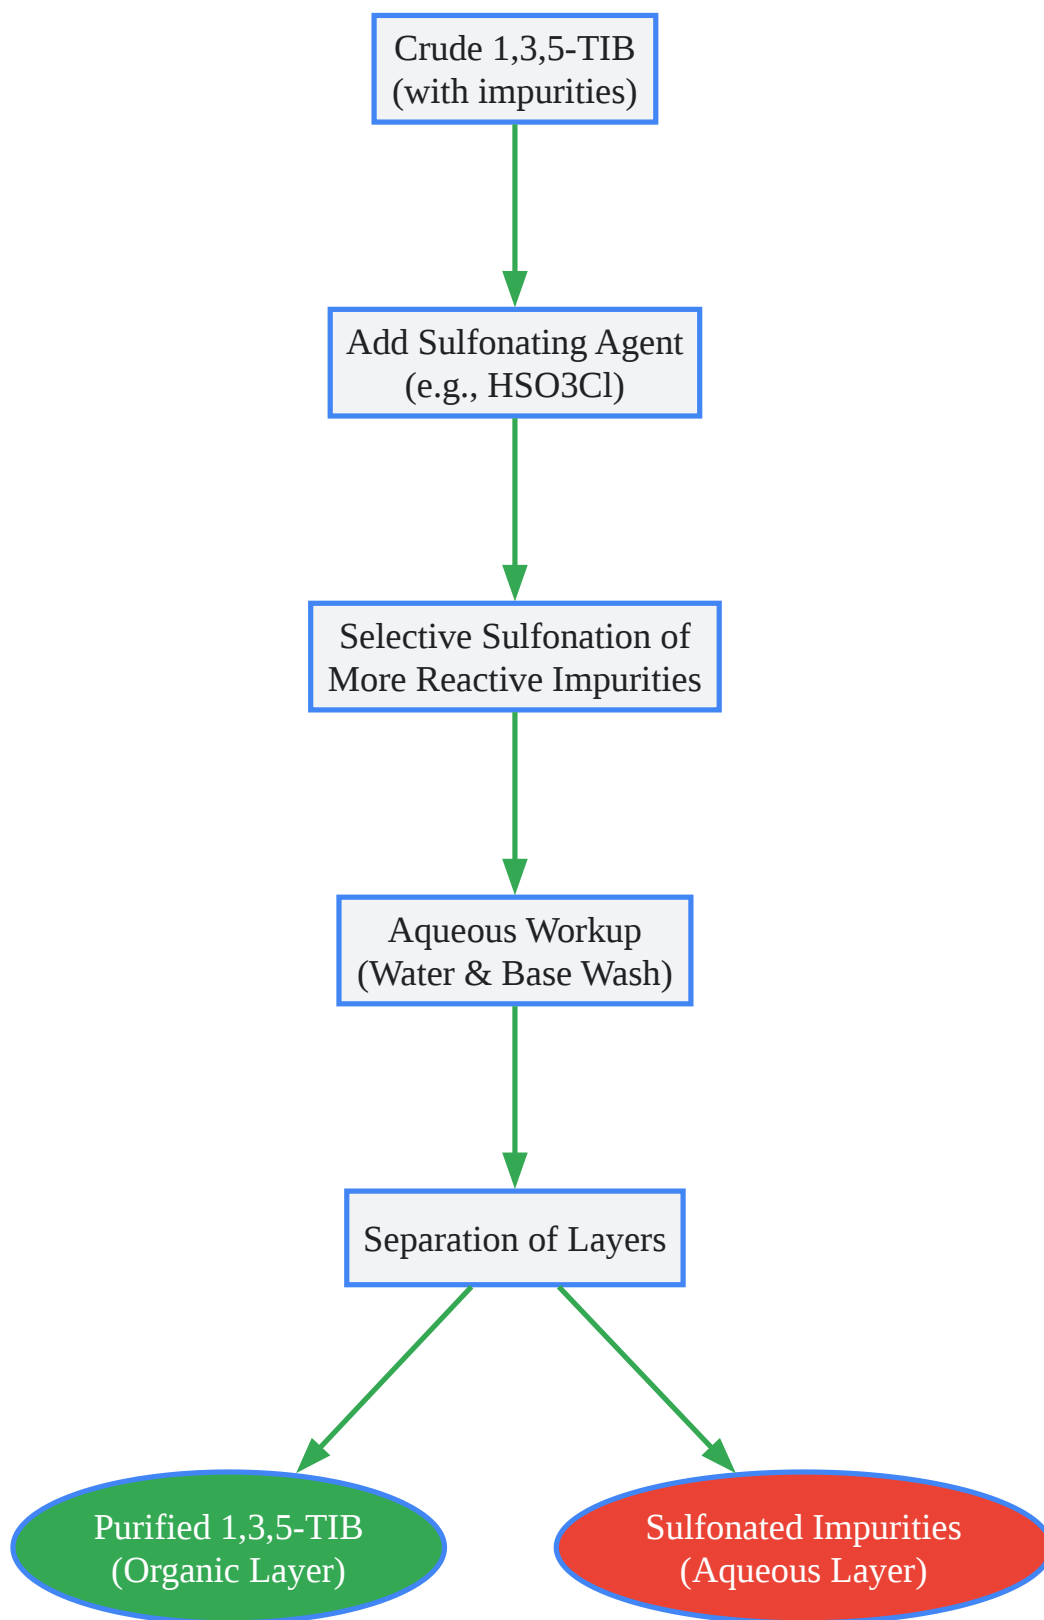 Crude 1,3,5-TIB
(with impurities)
Add Sulfonating Agent
(e.g., HSO3Cl)
Selective Sulfonation of
More Reactive Impurities
Aqueous Workup
(Water & Base Wash)
Separation of Layers
Purified 1,3,5-TIB
(Organic Layer)
Sulfonated Impurities
(Aqueous Layer)